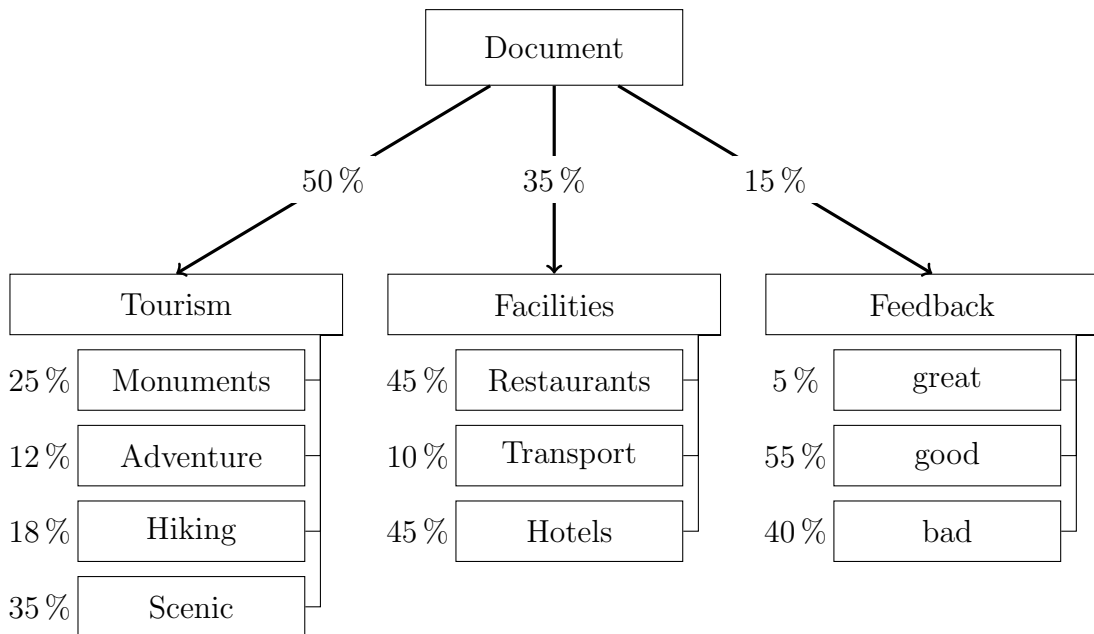 Document
50 % 35 % 15 %
Tourism Facilities Feedback
25 % Monuments 45 % Restaurants 5 % great
12 % Adventure 10 % Transport 55 % good
18 % Hiking 45 % Hotels 40 % bad
35 % Scenic